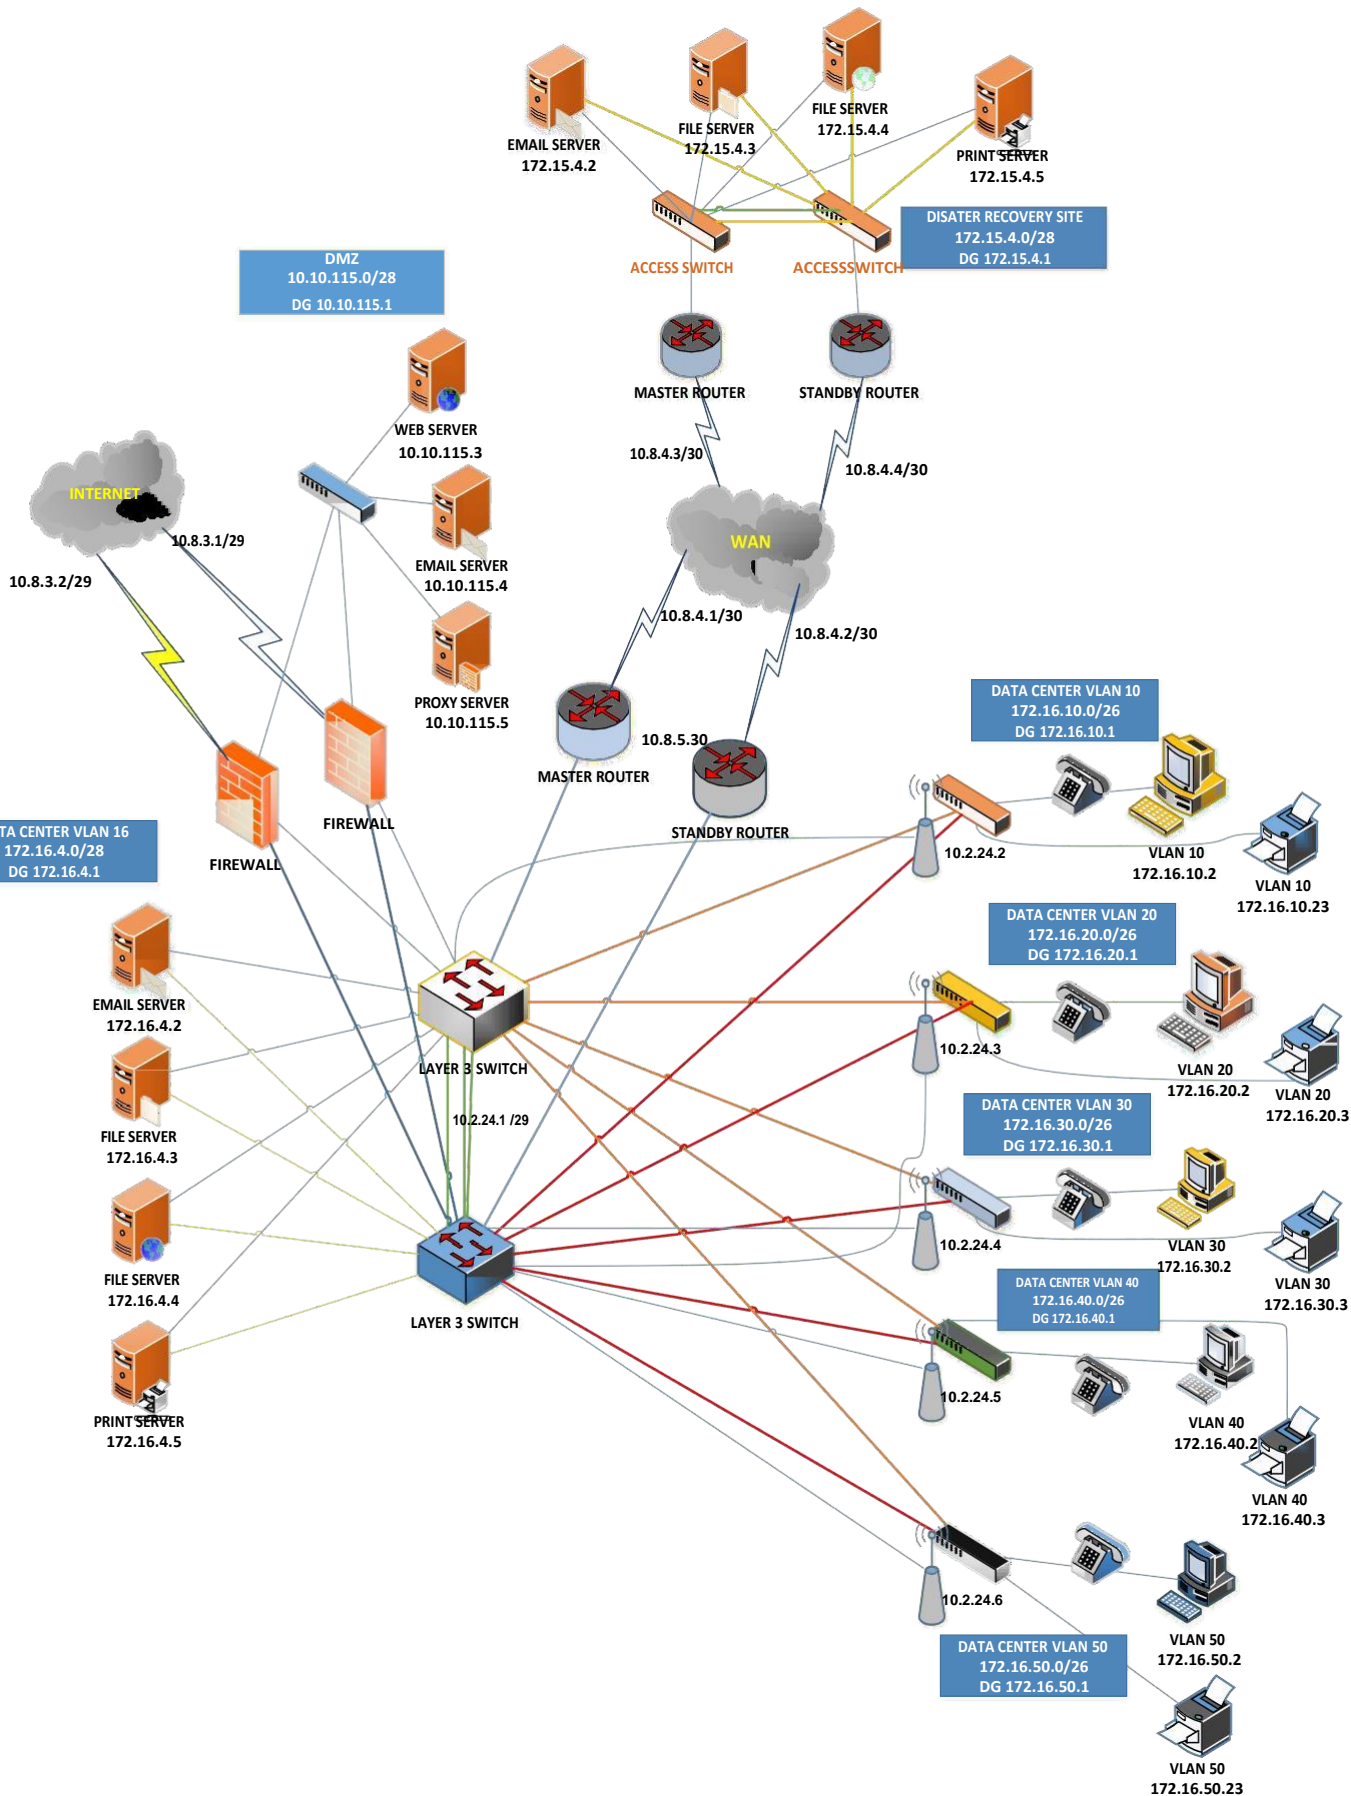 EMAIL SERVER
172.15.4.2
FILE SERVER
172.15.4.3
FILE SERVER
172.15.4.4
PRINT SERVER
172.15.4.5
ACCESS SWITCH
ACCESSSWITCH
DISATER RECOVERY SITE
172.15.4.0/28
DG 172.15.4.1
DMZ
10.10.115.0/28
DG 10.10.115.1
MASTER ROUTER
STANDBY ROUTER
WEB SERVER
10.10.115.3
10.8.4.3/30
10.8.4.4/30
INTERNET
10.8.3.1/29
10.8.3.2/29
WAN
EMAIL SERVER
10.10.115.4
10.8.4.1/30
10.8.4.2/30
PROXY SERVER
10.10.115.5
10.8.5.30
MASTER ROUTER
STANDBY ROUTER
FIREWALL
FIREWALL
DATA CENTER VLAN 10
172.16.10.0/26
DG 172.16.10.1
10.2.24.2
VLAN 10
172.16.10.2
VLAN 10
172.16.10.23
TA CENTER VLAN 16
172.16.4.0/28
DG 172.16.4.1
DATA CENTER VLAN 20
172.16.20.0/26
DG 172.16.20.1
EMAIL SERVER
172.16.4.2
10.2.24.3
VLAN 20
172.16.20.2
VLAN 20
172.16.20.3
LAYER 3 SWITCH
10.2.24.1 /29
FILE SERVER
172.16.4.3
DATA CENTER VLAN 30
172.16.30.0/26
DG 172.16.30.1
10.2.24.4
VLAN 30
172.16.30.2
VLAN 30
172.16.30.3
FILE SERVER
172.16.4.4
LAYER 3 SWITCH
DATA CENTER VLAN 40
172.16.40.0/26
DG 172.16.40.1
10.2.24.5
VLAN 40
172.16.40.2
VLAN 40
172.16.40.3
PRINT SERVER
172.16.4.5
10.2.24.6
DATA CENTER VLAN 50
172.16.50.0/26
DG 172.16.50.1
VLAN 50
172.16.50.2
VLAN 50
172.16.50.23